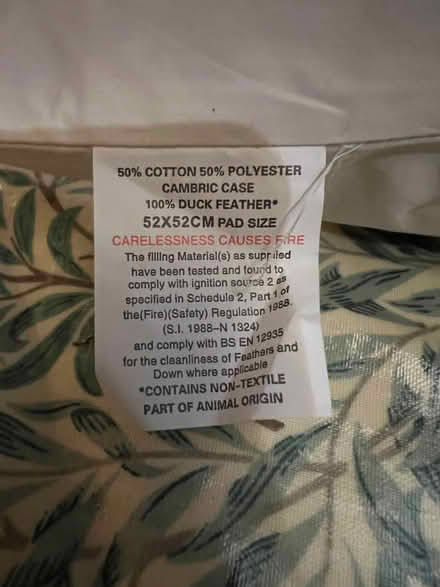 50% COTTON 50% POLYESTER
CAMBRIC CASE
100% DUCK FEATHER*
52X52CM PAD SIZE
CARELESSNESS CAUSES FIRE
The filling Material(s) as supplied
have been tested and found to
comply with ignition source 2 as
specified in Schedule 2, Part 1 of
the(Fire)(Safety) Regulation 1988.
(S.I. 1988-N 1324)
and comply with BS EN 12935
for the cleanliness of Feathers and
Down where applicable
*CONTAINS NON-TEXTILE
PART OF ANIMAL ORIGIN